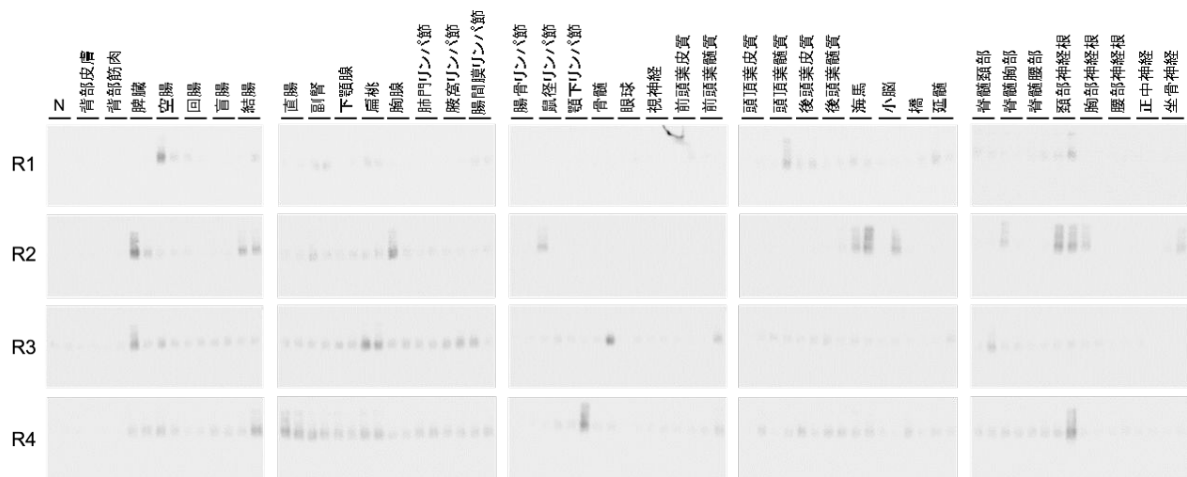 N
背部皮膚
背部筋肉
脾臓
空腸
回腸
盲腸
結腸
直腸
副腎
下顎腺
扁桃
胸腺
肺門リンパ節
腋窩リンパ節
腸間膜リンパ節
腸骨リンパ節
鼠径リンパ節
顎下リンパ節
骨髄
眼球
視神経
前頭葉皮質
前頭葉髄質
頭頂葉皮質
頭頂葉髄質
後頭葉皮質
後頭葉髄質
海馬
小脳
橋
延髄
脊髄頚部
脊髄胸部
脊髄腰部
頚部神経根
胸部神経根
腰部神経根
正中神経
坐骨神経
R1
R2
R3
R4